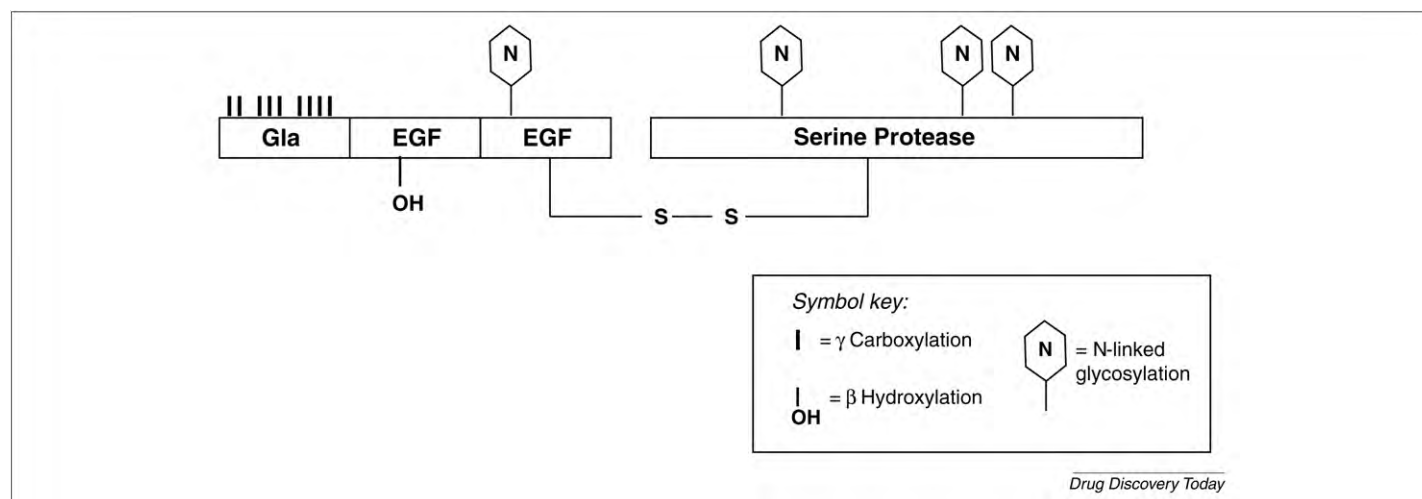 N N N N
Gla EGF EGF Serine Protease
OH
S S
Symbol key:
= γ Carboxylation
N = N-linked
glycosylation
= β Hydroxylation
OH
Drug Discovery Today